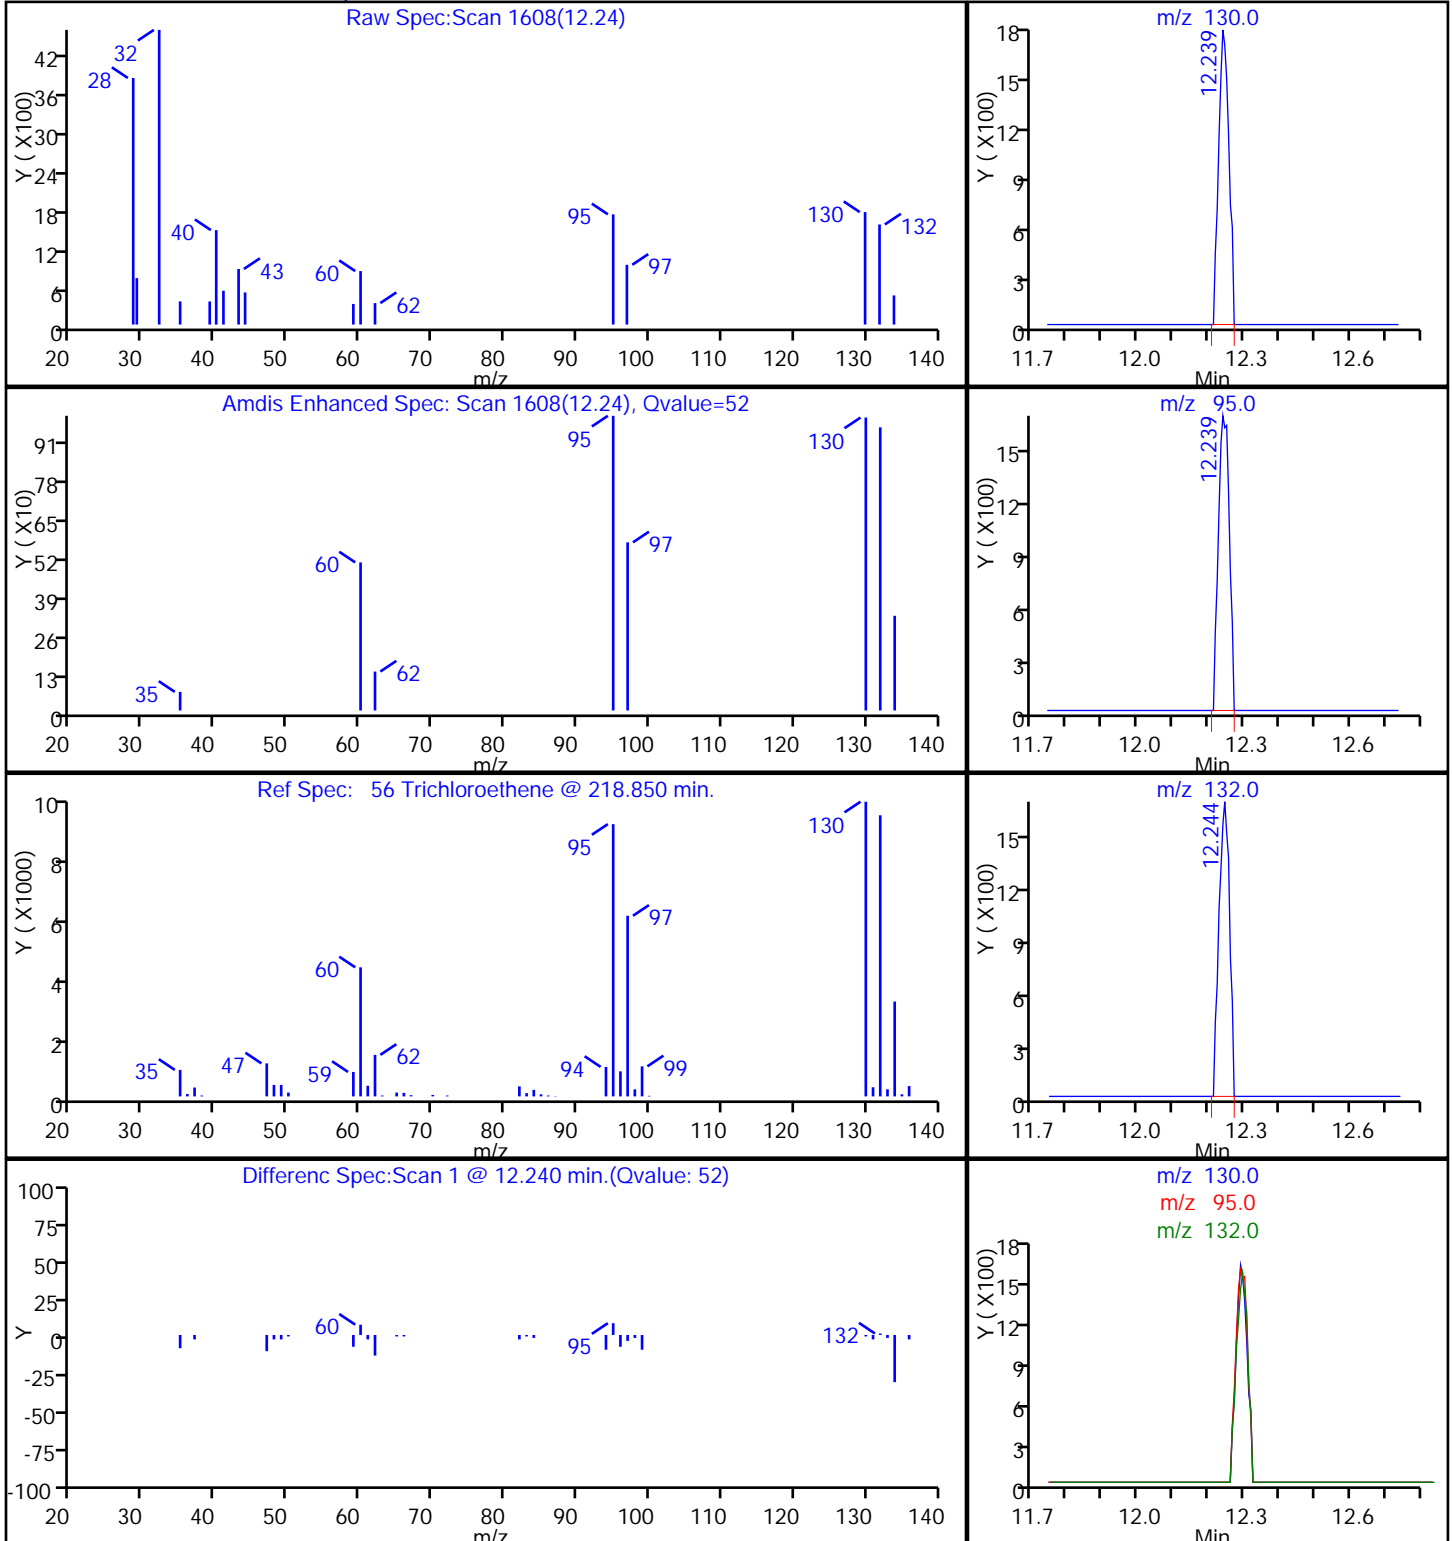 Raw Spec:Scan 1608(12.24)
Y ( X100)
42
36
30
24
18
12
6
0
28
32
40
43
60
62
95
97
130
132
20 30 40 50 60 70 80 90 100 110 120 130 140
m/z
m/z 130.0
Y ( X100)
18
15
12
9
6
3
0
12.239
11.7 12.0 12.3 12.6
Min
Amdis Enhanced Spec: Scan 1608(12.24), Qvalue=52
Y ( X10)
91
78
65
52
39
26
13
0
35
60
62
95
97
130
20 30 40 50 60 70 80 90 100 110 120 130 140
m/z
m/z 95.0
Y ( X100)
15
12
9
6
3
0
12.239
11.7 12.0 12.3 12.6
Min
Ref Spec: 56 Trichloroethene @ 218.850 min.
Y ( X1000)
10
8
6
4
2
0
35
47
59
60
62
94
95
97
99
130
20 30 40 50 60 70 80 90 100 110 120 130 140
m/z
m/z 132.0
Y ( X100)
15
12
9
6
3
0
12.244
11.7 12.0 12.3 12.6
Min
Differenc Spec:Scan 1 @ 12.240 min.(Qvalue: 52)
Y
100
75
50
25
0
-25
-50
-75
-100
60
95
132
20 30 40 50 60 70 80 90 100 110 120 130 140
m/z
m/z 130.0
m/z 95.0
m/z 132.0
Y ( X100)
18
15
12
9
6
3
0
11.7 12.0 12.3 12.6
Min